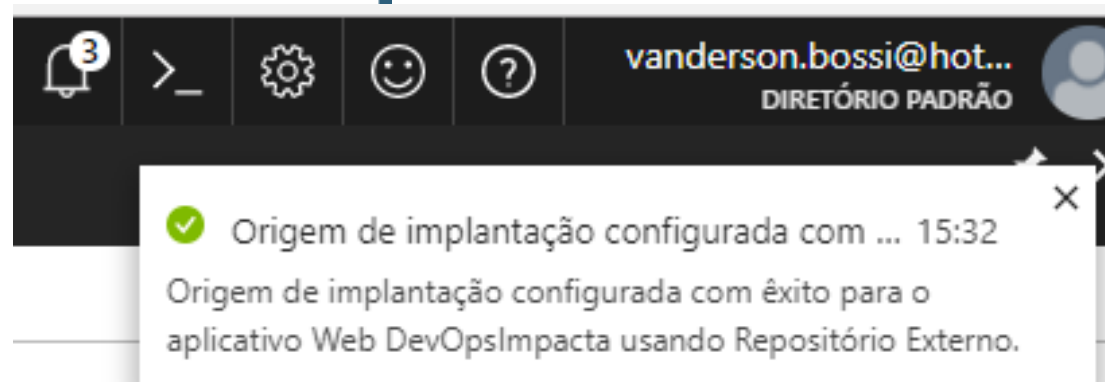 3
>_
?
vanderson.bossi@hot...
DIRETÓRIO PADRÃO
Origem de implantação configurada com ... 15:32
Origem de implantação configurada com êxito para o
aplicativo Web DevOpsImpacta usando Repositório Externo.